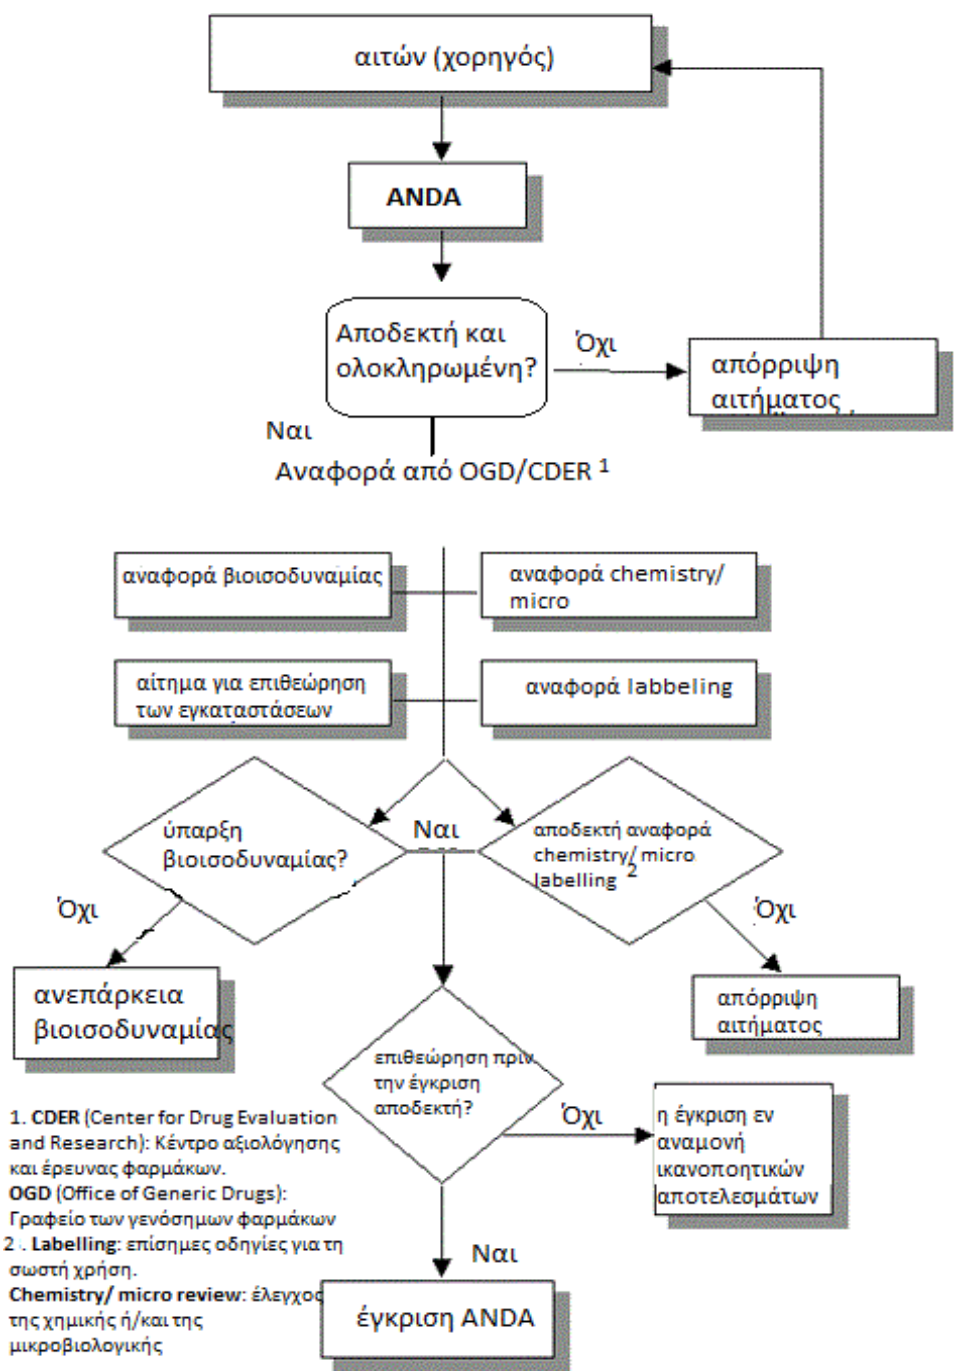 αιτών (χορηγός)
ANDA
Αποδεκτή και
ολοκληρωμένη?
Όχι
απόρριψη
αιτήματος
Ναι
Αναφορά από OGD/CDER 1
αναφορά βιοισοδυναμίας
αναφορά chemistry/
micro
αίτημα για επιθεώρηση
των εγκαταστάσεων
αναφορά labbeling
ύπαρξη
βιοισοδυναμίας?
Ναι
αποδεκτή αναφορά
chemistry/ micro
labelling 2
Όχι
Όχι
ανεπάρκεια
βιοισοδυναμίας
απόρριψη
αιτήματος
επιθεώρηση πριν
την έγκριση
αποδεκτή?
Όχι
η έγκριση εν
αναμονή
ικανοποητικών
αποτελεσμάτων
Ναι
έγκριση ANDA
1. CDER (Center for Drug Evaluation
and Research): Κέντρο αξιολόγησης
και έρευνας φαρμάκων.
OGD (Office of Generic Drugs):
Γραφείο των γενόσημων φαρμάκων
2. Labelling: επίσημες οδηγίες για τη
σωστή χρήση.
Chemistry/ micro review: έλεγχος
της χημικής ή/και της
μικροβιολογικής